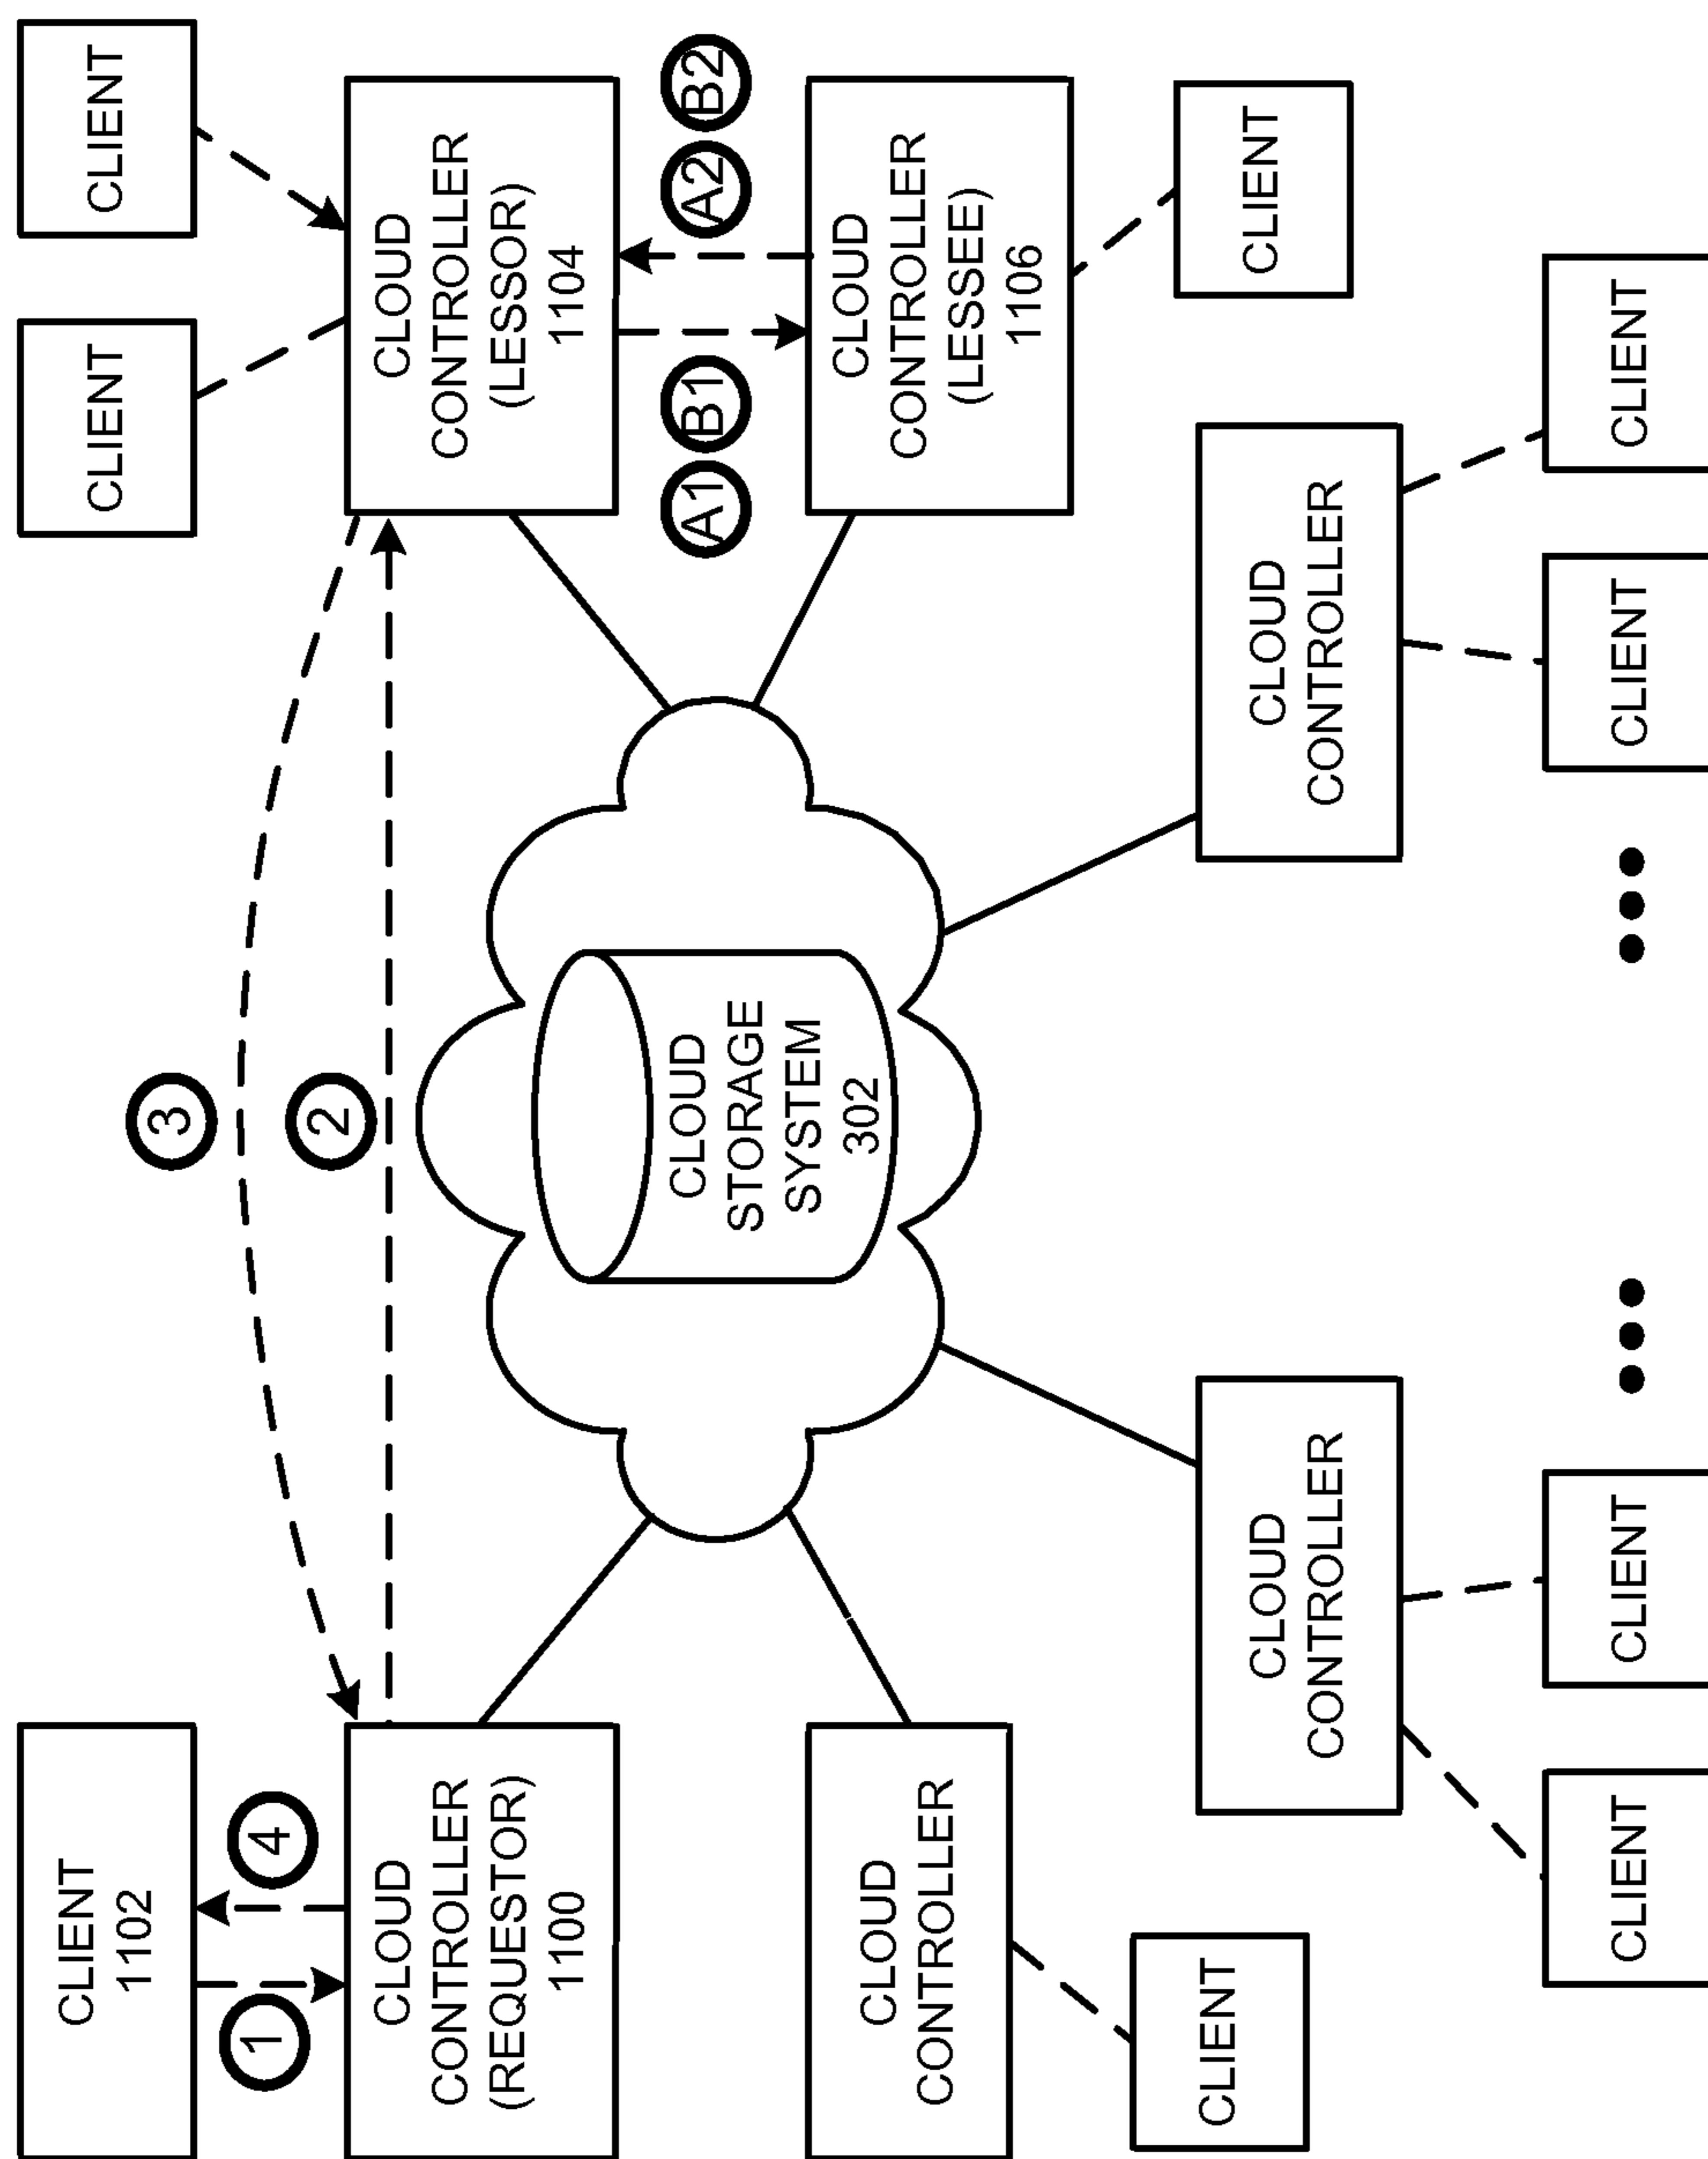 CLIENT
1102
1
4
CLOUD
CONTROLLER
(REQUESTOR)
1100
3
2
CLIENT
CLIENT
CLOUD
CONTROLLER
(LESSOR)
1104
A1
B1
A2
B2
CLOUD
CONTROLLER
(LESSEE)
1106
CLIENT
CLOUD
STORAGE
SYSTEM
302
CLOUD
CONTROLLER
CLIENT
CLOUD
CONTROLLER
CLIENT
CLIENT
CLOUD
CONTROLLER
CLIENT
CLIENT